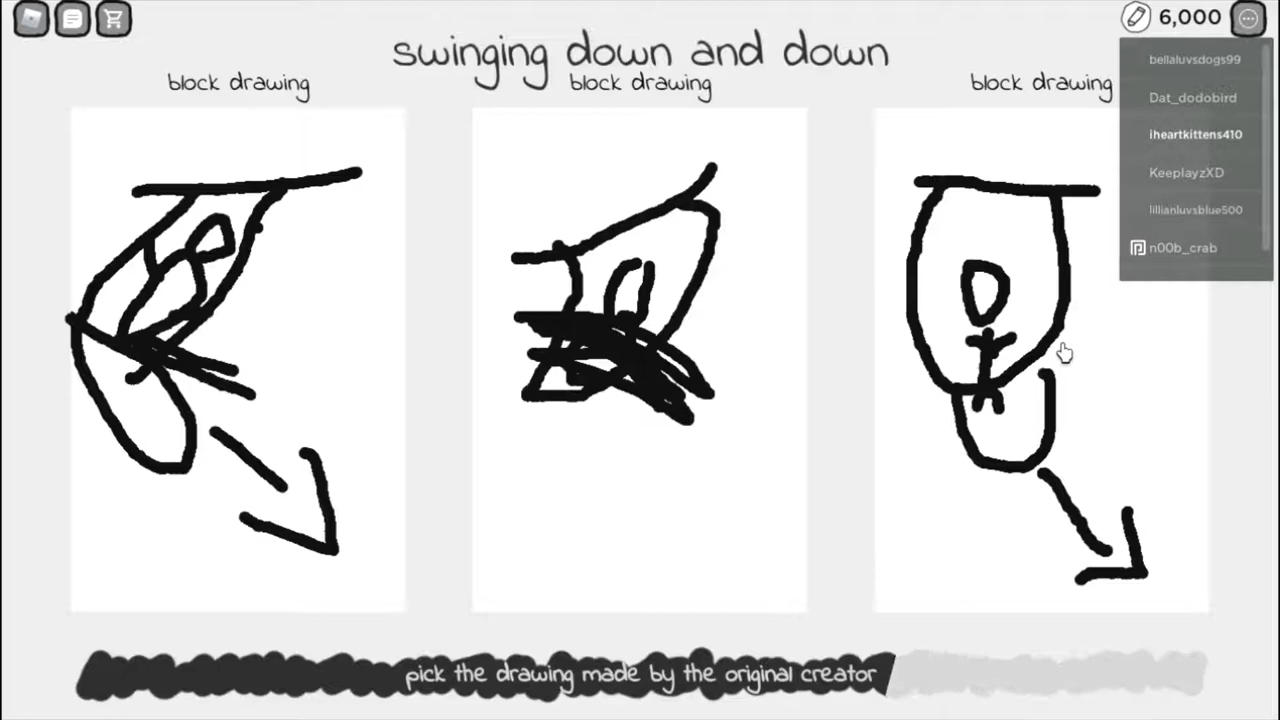 6,000
swinging down and down
block drawing
block drawing
block drawing
bellaluvsdogs99
Dat_dodobird
iheartkittens410
KeeplayzXD
lillianluvsblue500
n00b_crab
pick the drawing made by the original creator